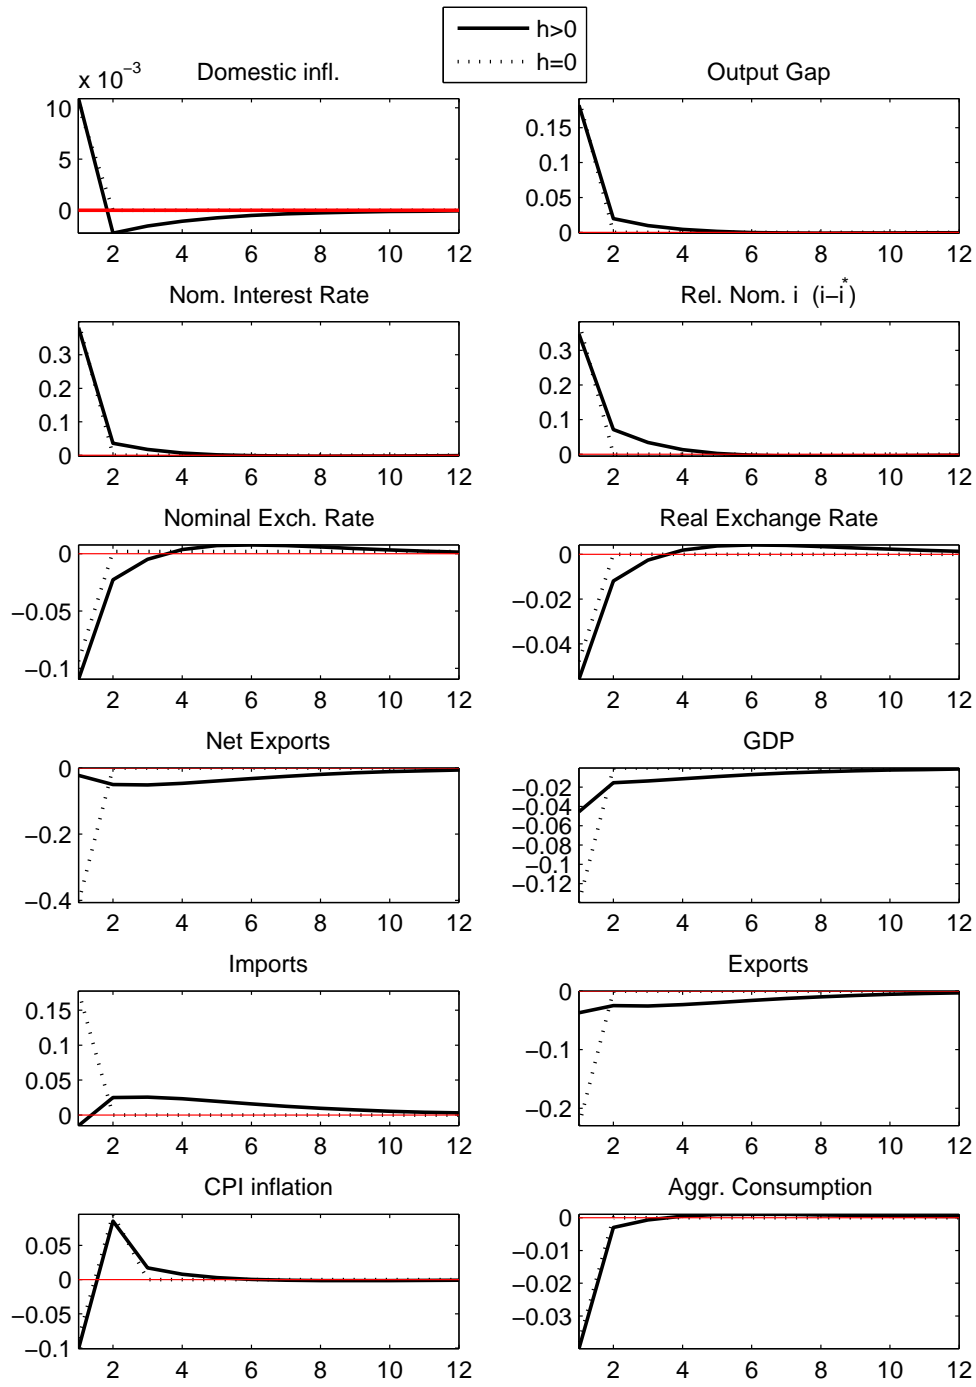 h>0
h=0
x 10^-3
Domestic infl.
Output Gap
10
5
0
2 4 6 8 10 12
0.15
0.1
0.05
0
2 4 6 8 10 12
Nom. Interest Rate
Rel. Nom. i (i−i*)
0.3
0.2
0.1
0
2 4 6 8 10 12
0.3
0.2
0.1
0
2 4 6 8 10 12
Nominal Exch. Rate
Real Exchange Rate
0
−0.05
−0.1
2 4 6 8 10 12
0
−0.02
−0.04
2 4 6 8 10 12
Net Exports
GDP
0
−0.2
−0.4
2 4 6 8 10 12
−0.02
−0.04
−0.06
−0.08
−0.1
−0.12
2 4 6 8 10 12
Imports
Exports
0.15
0.1
0.05
0
2 4 6 8 10 12
0
−0.1
−0.2
2 4 6 8 10 12
CPI inflation
Aggr. Consumption
0.05
0
−0.05
−0.1
2 4 6 8 10 12
0
−0.01
−0.02
−0.03
2 4 6 8 10 12